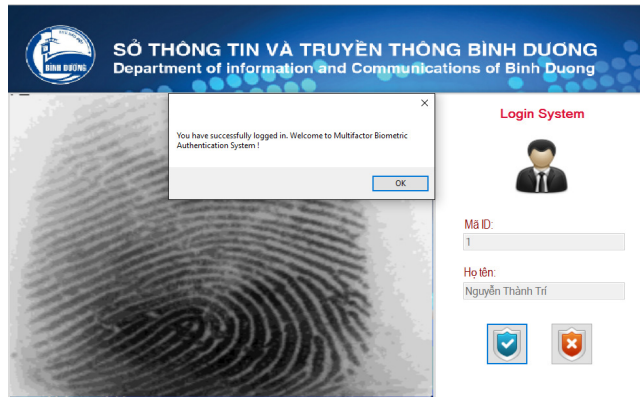 SỞ THÔNG TIN VÀ TRUYỀN THÔNG BÌNH DƯƠNG
Department of information and Communications of Binh Duong
BÌNH DƯƠNG
You have successfully logged in. Welcome to Multifactor Biometric
Authentication System !
OK
Login System
Mã ID:
1
Họ tên:
Nguyễn Thành Trí